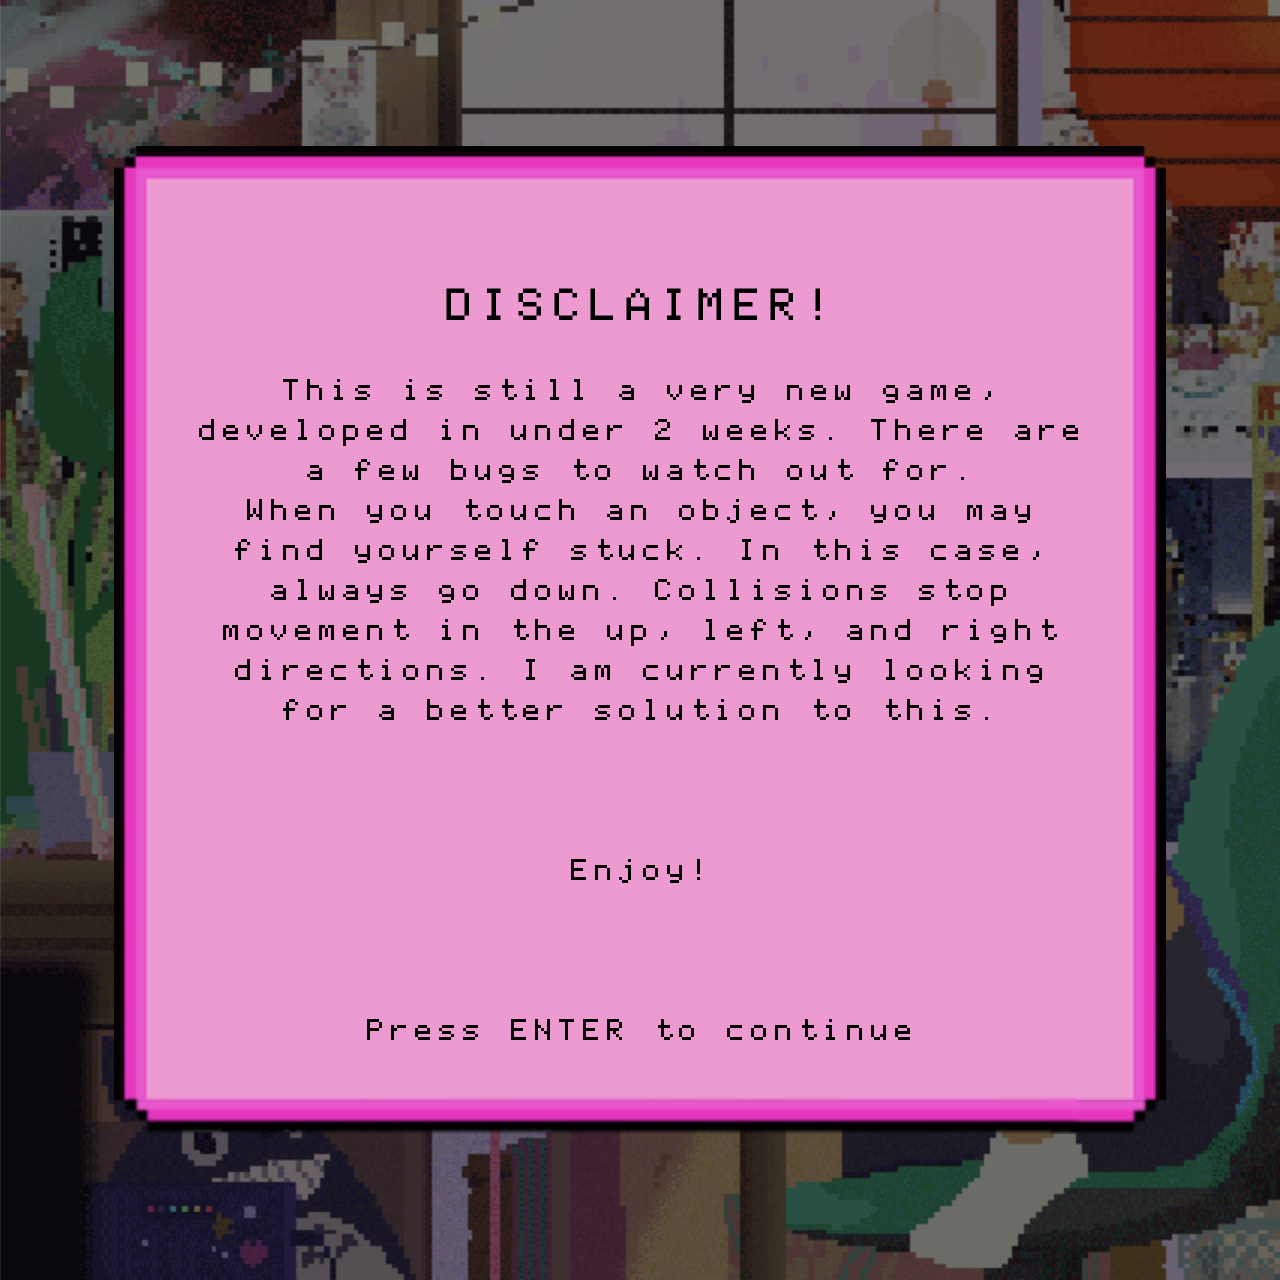 DISCLAIMER!
This is still a very new game,
developed in under 2 weeks. There are
a few bugs to watch out for.
When you touch an object, you may
find yourself stuck. In this case,
always go down. Collisions stop
movement in the up, left, and right
directions. I am currently looking
for a better solution to this.
Enjoy!
Press ENTER to continue